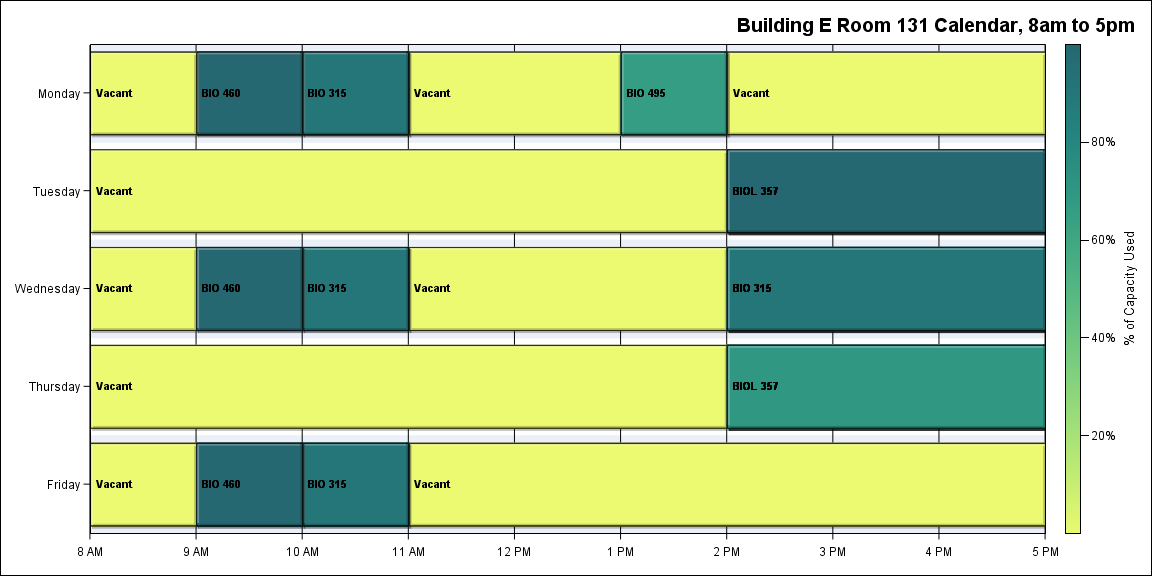 Building E Room 131 Calendar, 8am to 5pm
Monday
Vacant
BIO 460
BIO 315
Vacant
BIO 495
Vacant
Tuesday
Vacant
BIOL 357
Wednesday
Vacant
BIO 460
BIO 315
Vacant
BIO 315
Thursday
Vacant
BIOL 357
Friday
Vacant
BIO 460
BIO 315
Vacant
8 AM
9 AM
10 AM
11 AM
12 PM
1 PM
2 PM
3 PM
4 PM
5 PM
80%
60%
40%
20%
% of Capacity Used